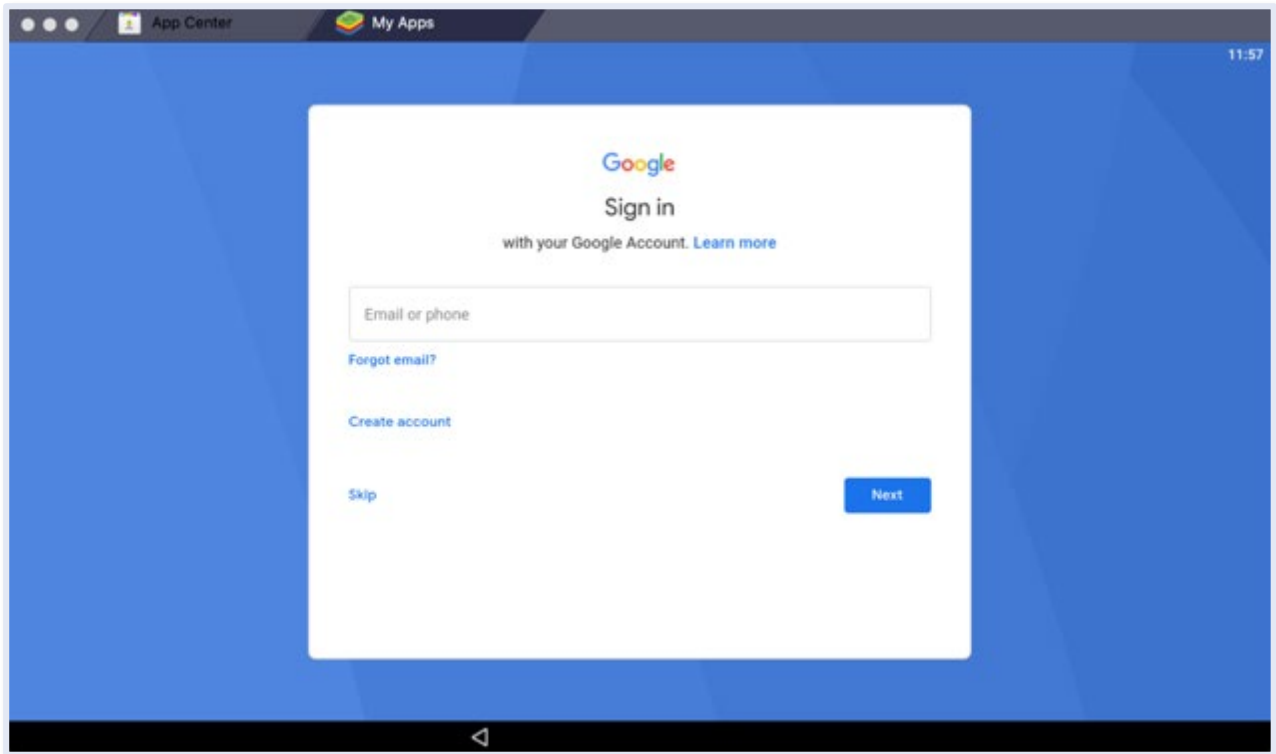 App Center
My Apps
11:57
Google
Sign in
with your Google Account. Learn more
Email or phone
Forgot email?
Create account
Skip
Next